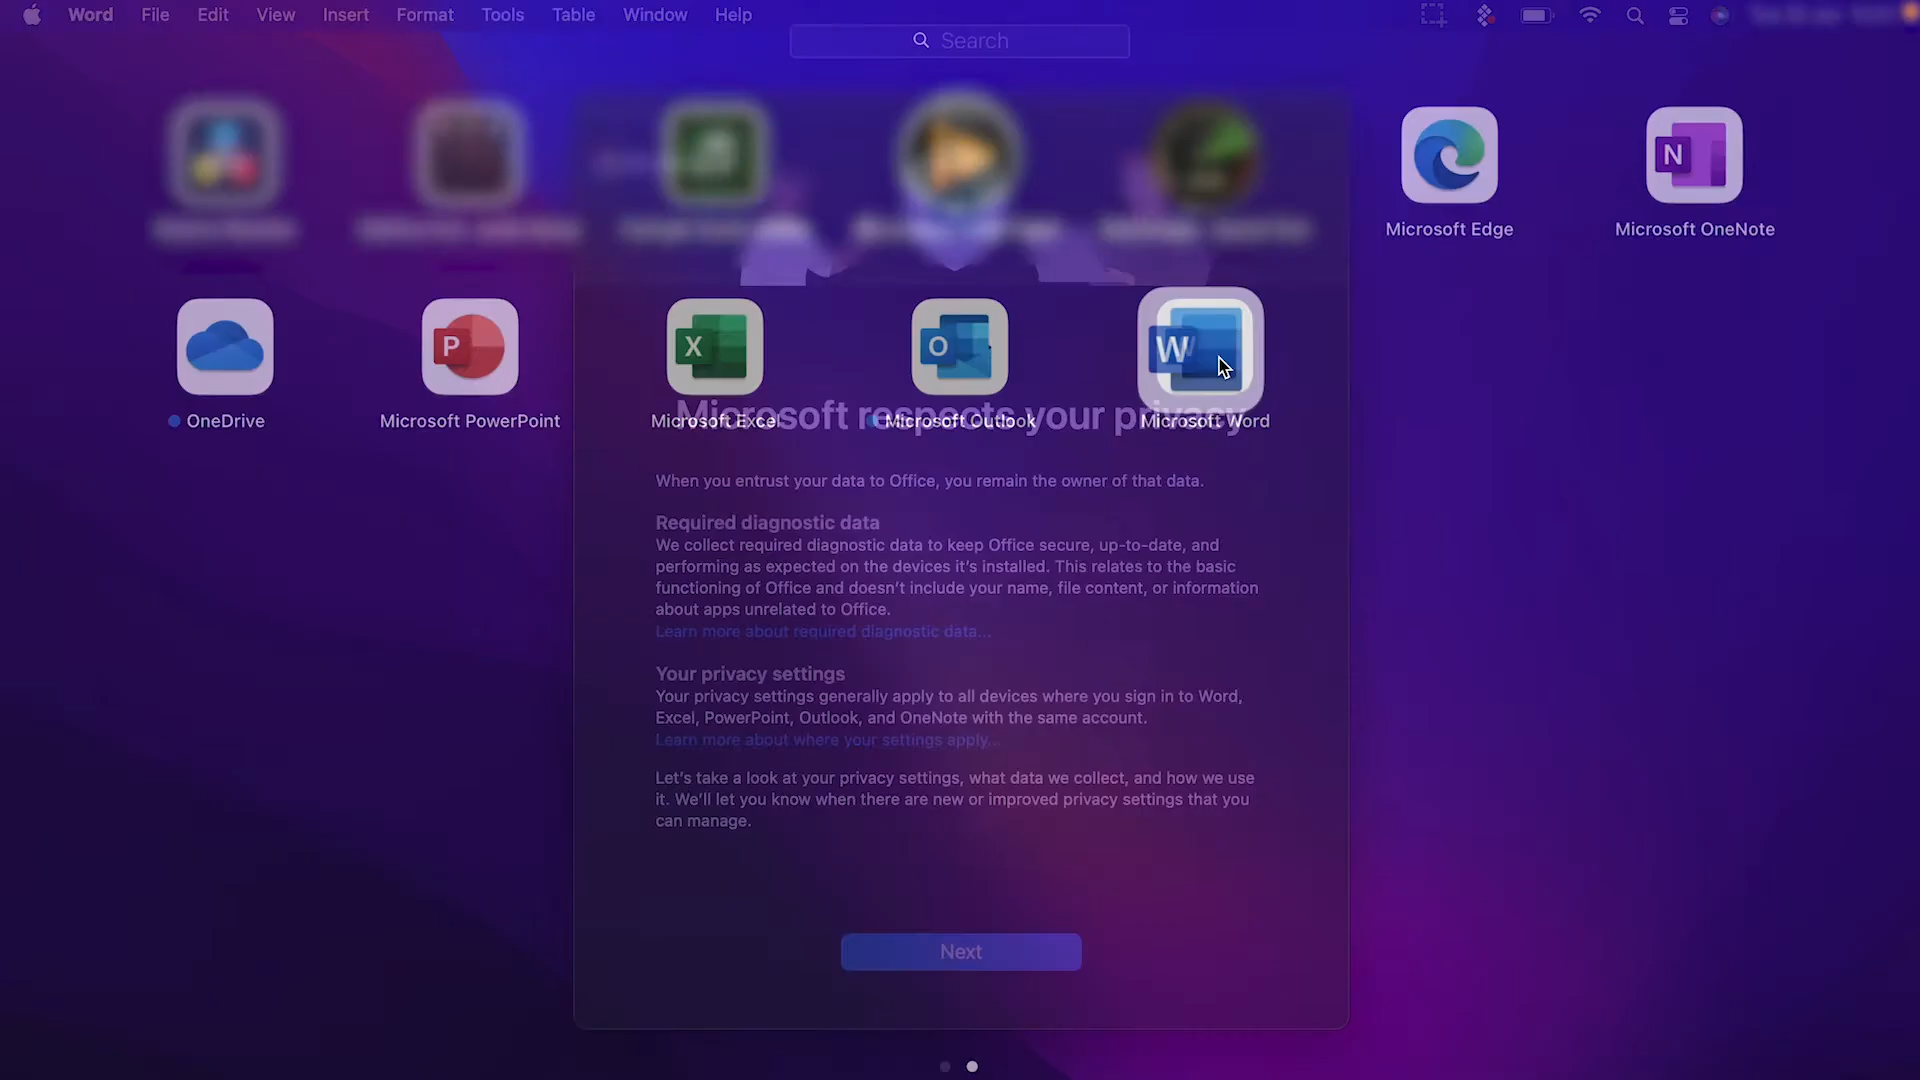 Word File Edit View Insert Format Tools Table Window Help
Search
Microsoft Edge
Microsoft OneNote
OneDrive
Microsoft PowerPoint
Microsoft Excel
Microsoft Outlook
Microsoft Word
Microsoft respects your privacy
When you entrust your data to Office, you remain the owner of that data.
Required diagnostic data
We collect required diagnostic data to keep Office secure, up-to-date, and
performing as expected on the devices it's installed. This relates to the basic
functioning of Office and doesn't include your name, file content, or information
about apps unrelated to Office.
Learn more about required diagnostic data...
Your privacy settings
Your privacy settings generally apply to all devices where you sign in to Word,
Excel, PowerPoint, Outlook, and OneNote with the same account.
Learn more about where your settings apply...
Let's take a look at your privacy settings, what data we collect, and how we use
it. We'll let you know when there are new or improved privacy settings that you
can manage.
Next